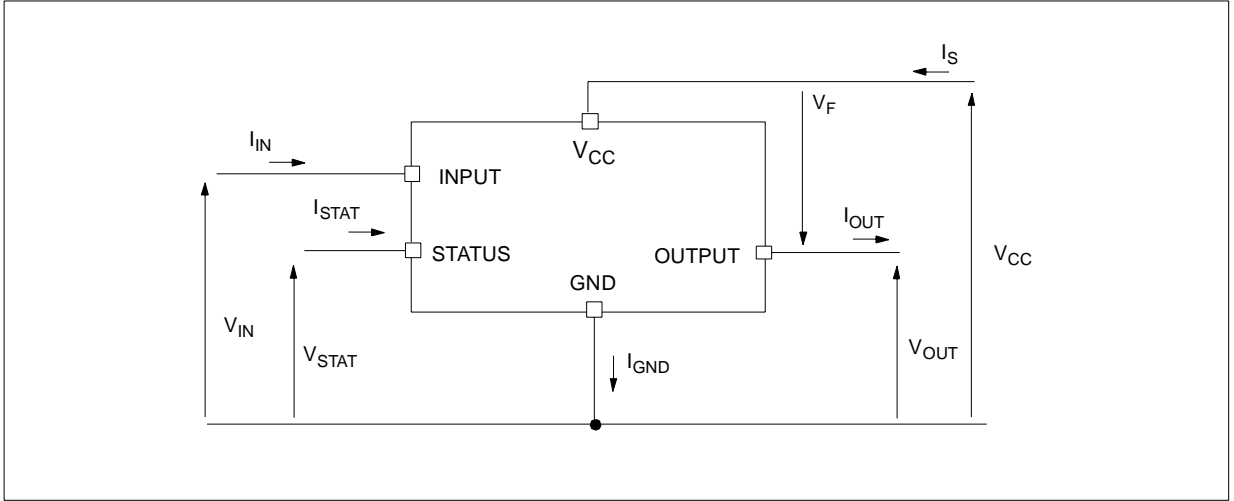 I_S
V_F
I_IN
V_CC
INPUT
I_STAT
I_OUT
STATUS
OUTPUT
V_CC
GND
V_IN
V_STAT
V_OUT
I_GND